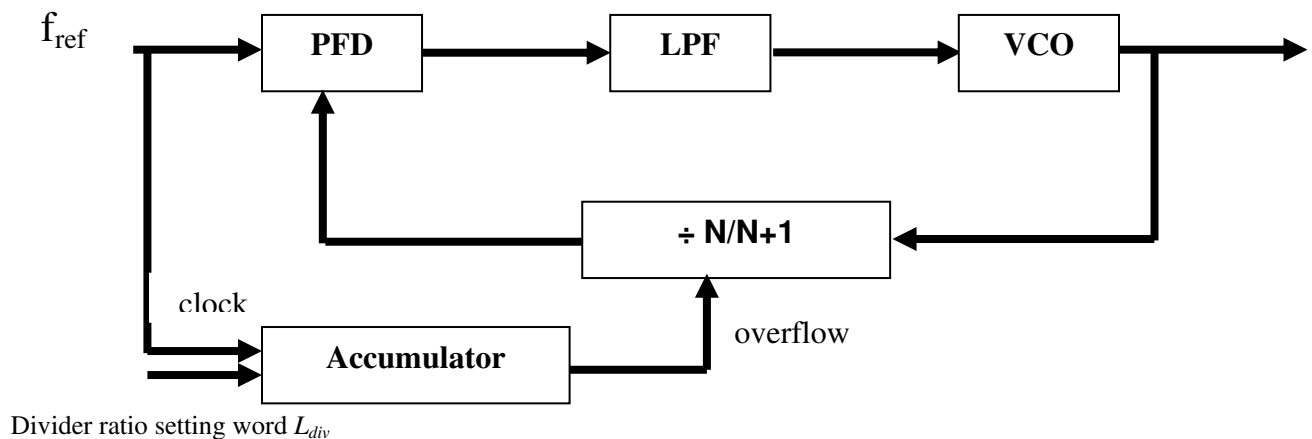 f_ref
PFD
LPF
VCO
÷ N/N+1
clock
overflow
Accumulator
Divider ratio setting word L_div